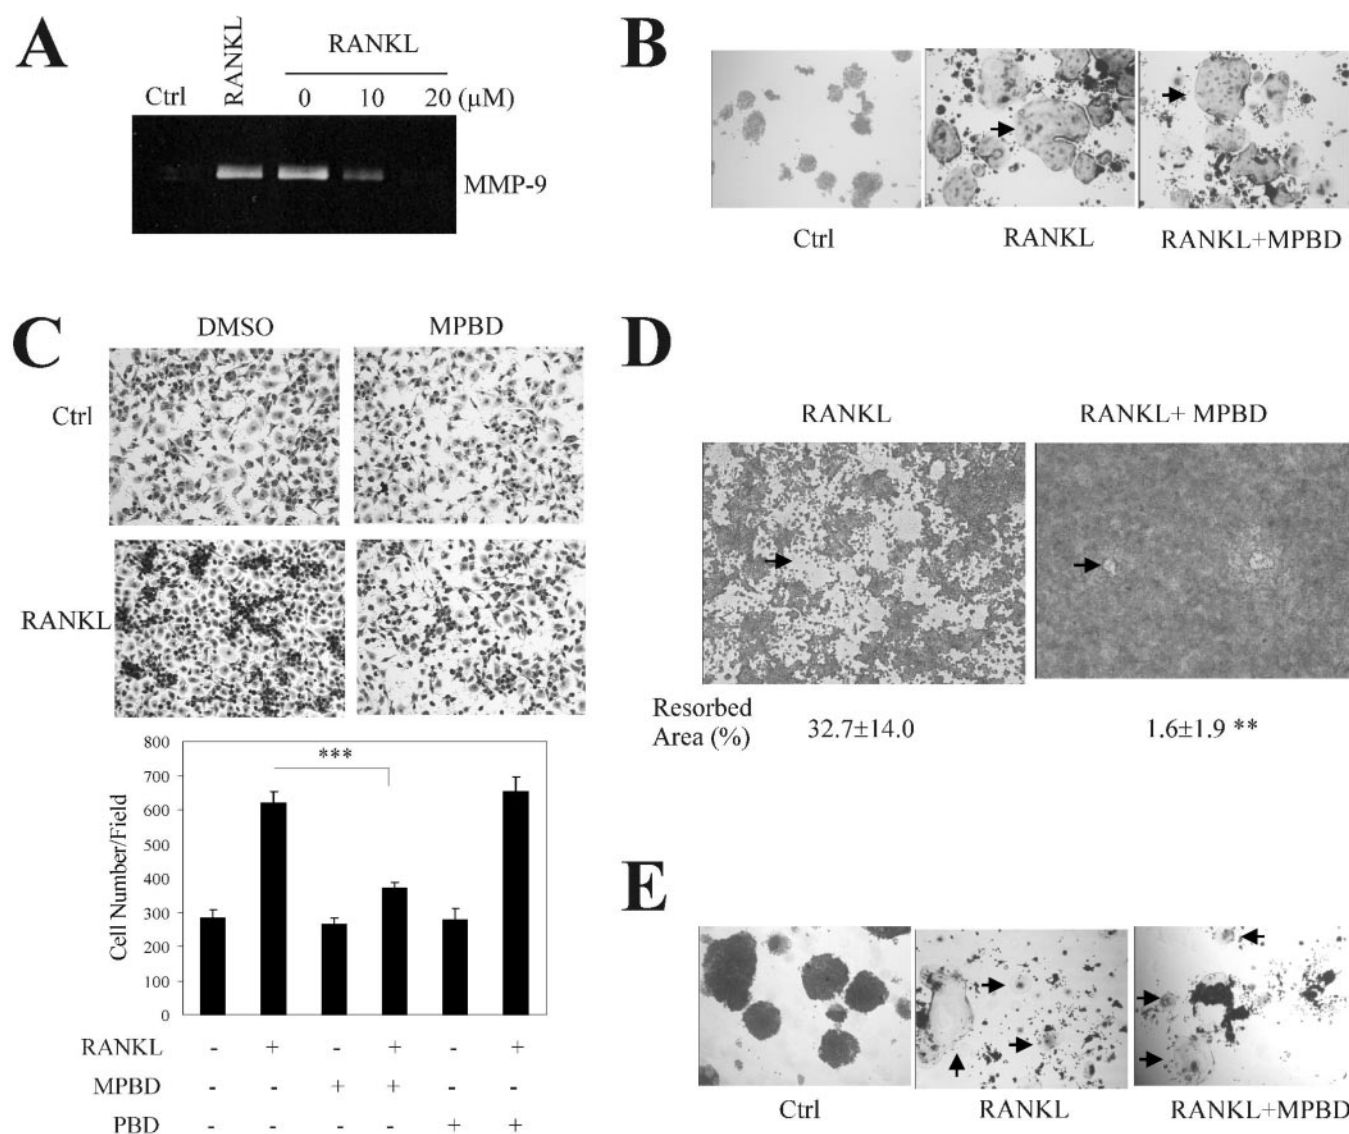 A
RANKL
RANKL
Ctrl
0 10 20 (μM)
MMP-9
B
Ctrl RANKL RANKL+MPBD
C
DMSO MPBD
Ctrl
RANKL
800
700
600
500
400
300
200
100
0
Cell Number/Field
***
RANKL - + - + - +
MPBD - - + + - -
PBD - - - - + +
D
RANKL RANKL+ MPBD
Resorbed
Area (%) 32.7±14.0 1.6±1.9 **
E
Ctrl RANKL RANKL+MPBD